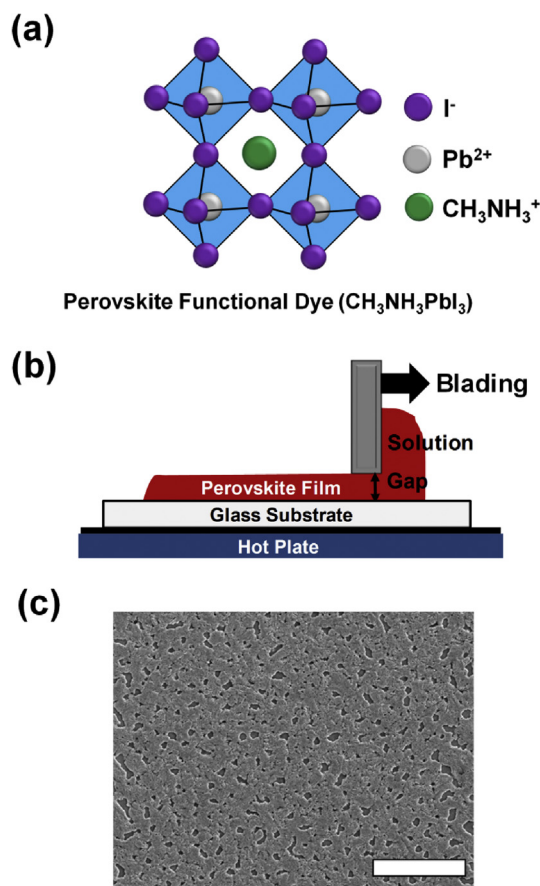 (a)
I⁻
Pb²⁺
CH₃NH₃⁺
Perovskite Functional Dye (CH₃NH₃PbI₃)
(b)
Blading
Solution
Gap
Perovskite Film
Glass Substrate
Hot Plate
(c)